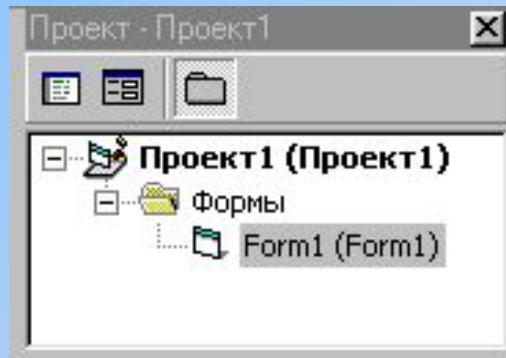 Проект - Проект1
Проект1 (Проект1)
Формы
Form1 (Form1)